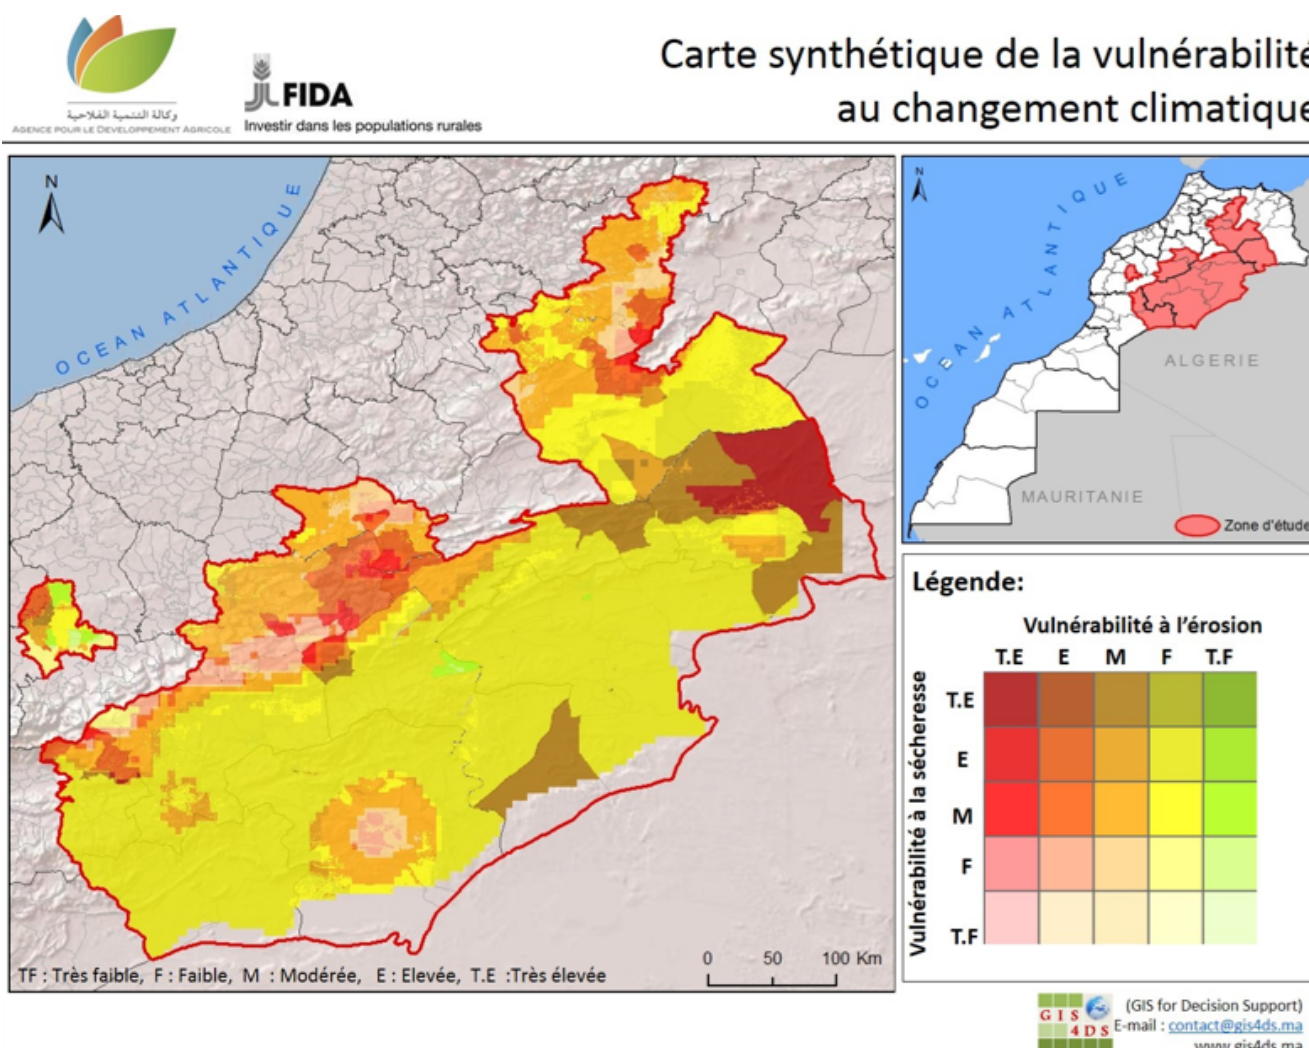 وكالة التنمية الفلاحية
AGENCE POUR LE DEVELOPPEMENT AGRICOLE
FIDA
Investir dans les populations rurales
Carte synthétique de la vulnérabilité
au changement climatique
N
OCEAN ATLANTIQUE
0 50 100 Km
TF : Très faible, F : Faible, M : Modérée, E : Elevée, T.E :Très élevée
N
OCEAN ATLANTIQUE
ALGERIE
MAURITANIE
Zone d'étude
Légende:
Vulnérabilité à l'érosion
T.E E M F T.F
Vulnérabilité à la sécheresse
T.E
E
M
F
T.F
GIS
4DS
(GIS for Decision Support)
E-mail : contact@gis4ds.ma
www.gis4ds.ma